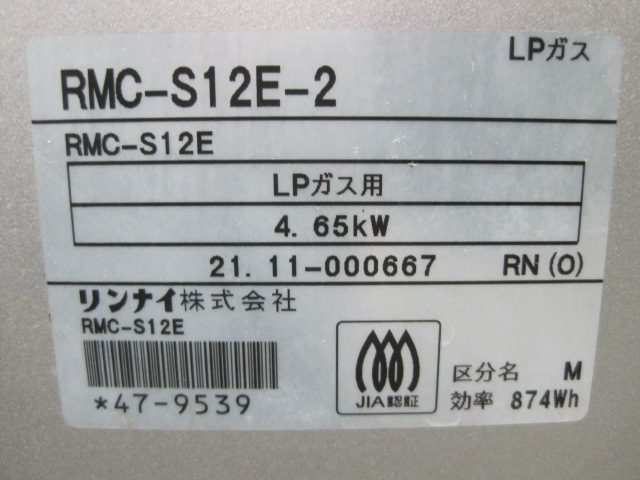 LPガス
RMC-S12E-2
RMC-S12E
LPガス用
4.65kW
21.11-000667 RN(O)
リンナイ株式会社
RMC-S12E
*47-9539
JIA認証
区分名 M
効率 874Wh